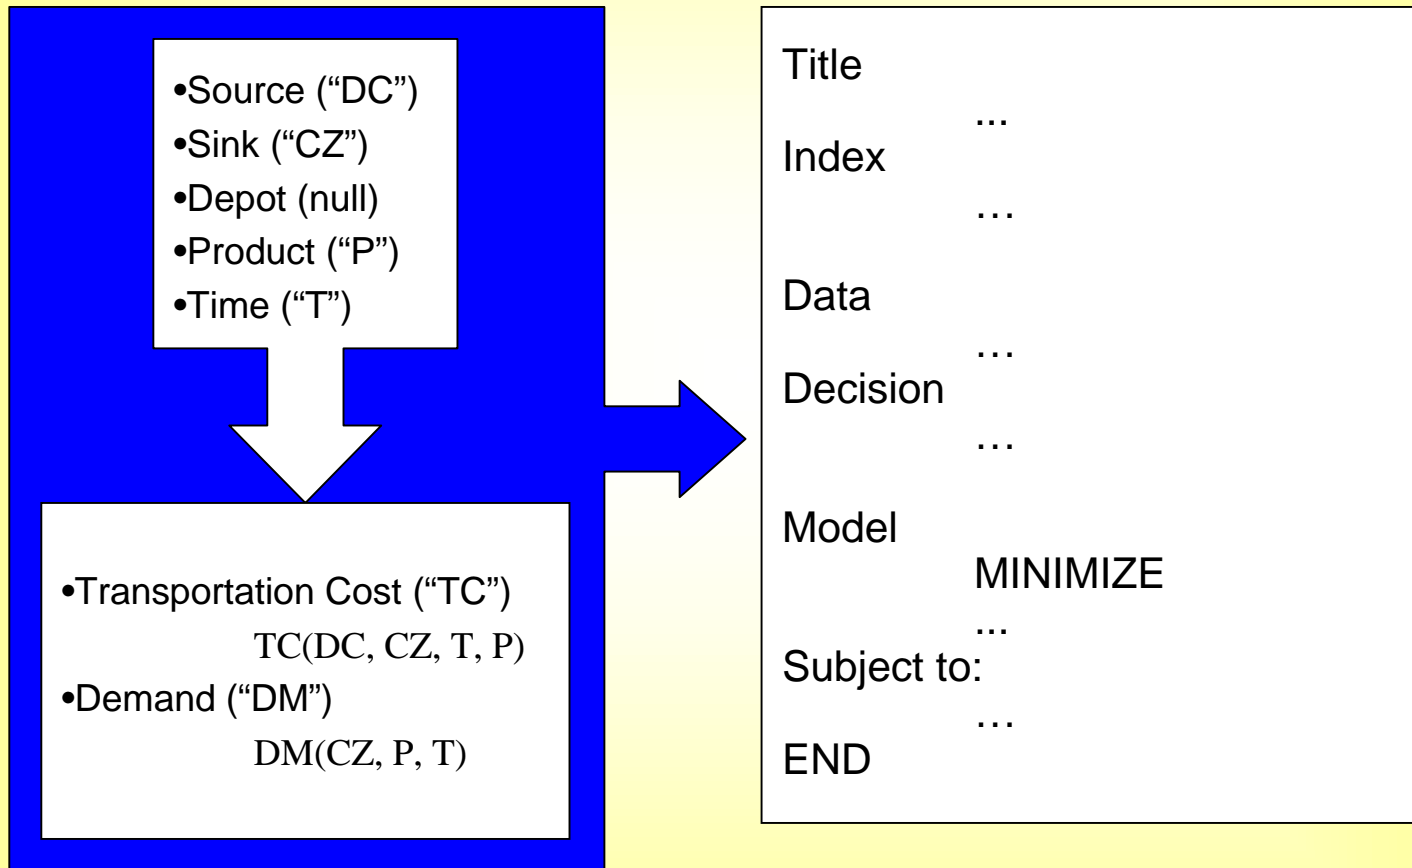 •Source (“DC”)
•Sink (“CZ”)
•Depot (null)
•Product (“P”)
•Time (“T”)
•Transportation Cost (“TC”)
TC(DC, CZ, T, P)
•Demand (“DM”)
DM(CZ, P, T)
Title
...
Index
…
Data
…
Decision
…
Model
MINIMIZE
...
Subject to:
…
END